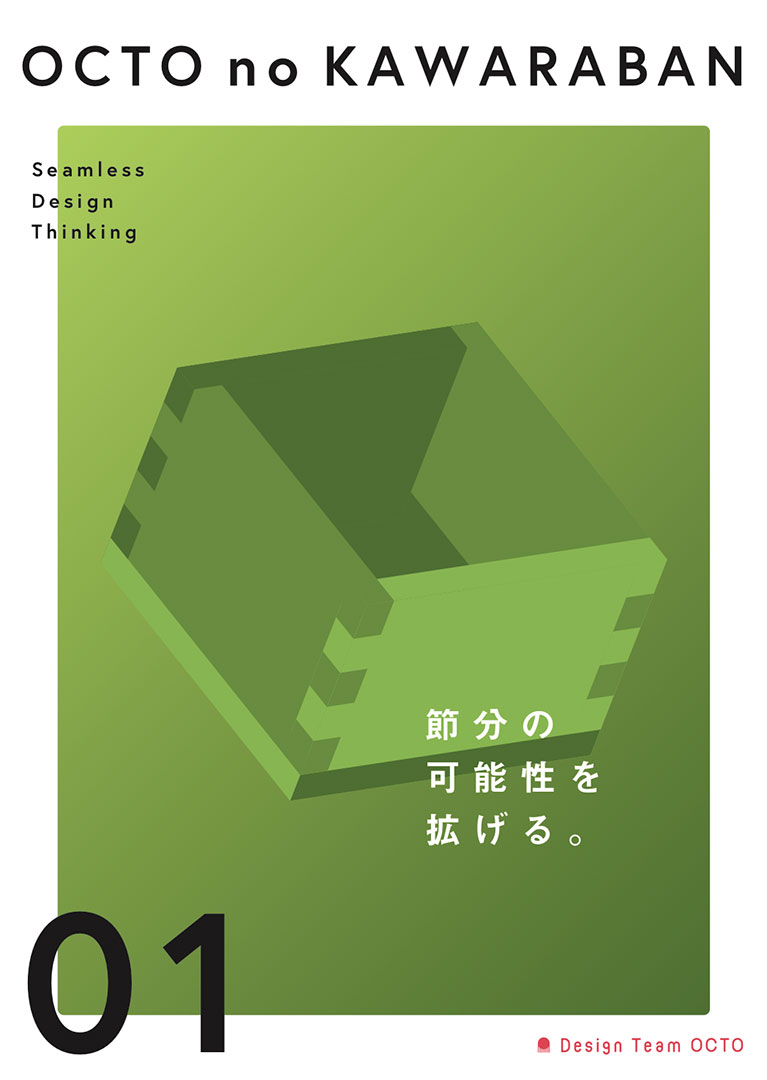 OCTO no KAWARABAN
Seamless
Design
Thinking
節分の
可能性を
拡げる。
01
Design Team OCTO